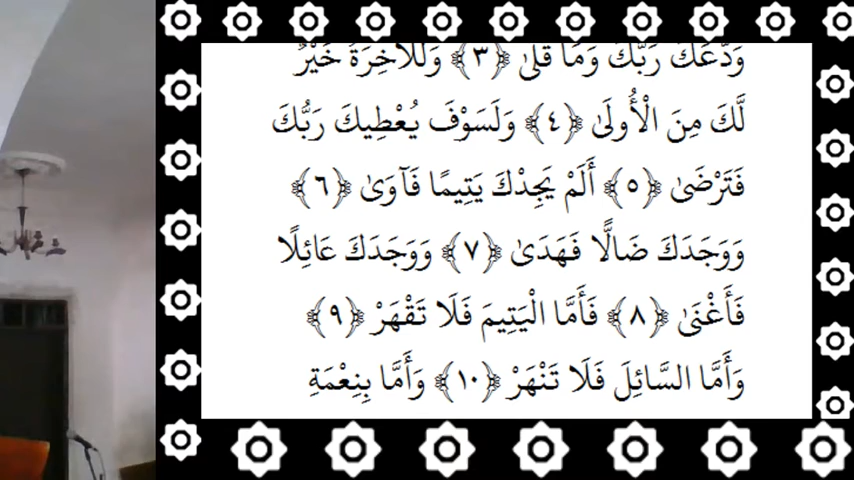 وَدَّعَكَ رَبُّكَ وَمَا قَلَىٰ ﴿٣﴾ وَلَلْآخِرَةُ خَيْرٌ
لَّكَ مِنَ الْأُولَىٰ ﴿٤﴾ وَلَسَوْفَ يُعْطِيكَ رَبُّكَ
فَتَرْضَىٰ ﴿٥﴾ أَلَمْ يَجِدْكَ يَتِيمًا فَآوَىٰ ﴿٦﴾
وَوَجَدَكَ ضَالًّا فَهَدَىٰ ﴿٧﴾ وَوَجَدَكَ عَائِلًا
فَأَغْنَىٰ ﴿٨﴾ فَأَمَّا الْيَتِيمَ فَلَا تَقْهَرْ ﴿٩﴾
وَأَمَّا السَّائِلَ فَلَا تَنْهَرْ ﴿١٠﴾ وَأَمَّا بِنِعْمَةِ